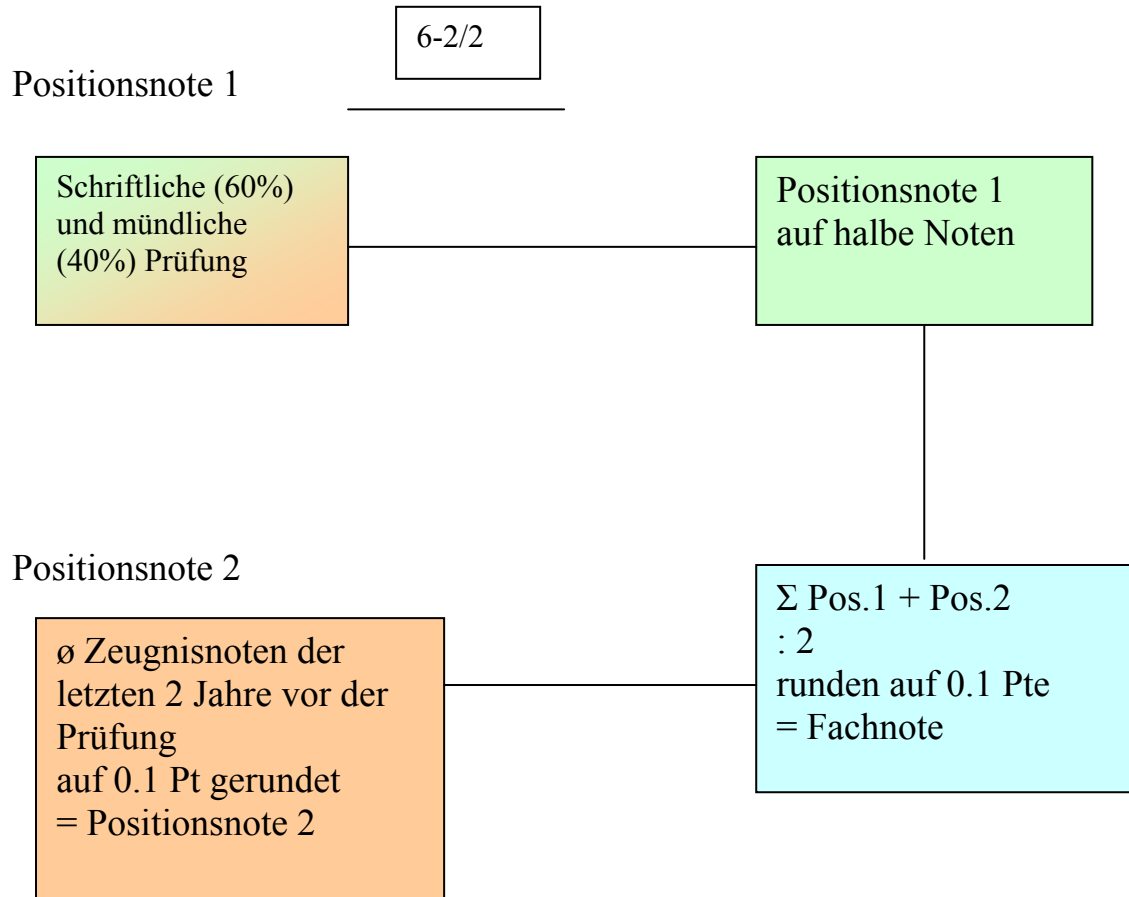 6-2/2
Positionsnote 1
Schriftliche (60%)
und mündliche
(40%) Prüfung
Positionsnote 1
auf halbe Noten
Positionsnote 2
ø Zeugnisnoten der
letzten 2 Jahre vor der
Prüfung
auf 0.1 Pt gerundet
= Positionsnote 2
Σ Pos.1 + Pos.2
: 2
runden auf 0.1 Pte
= Fachnote